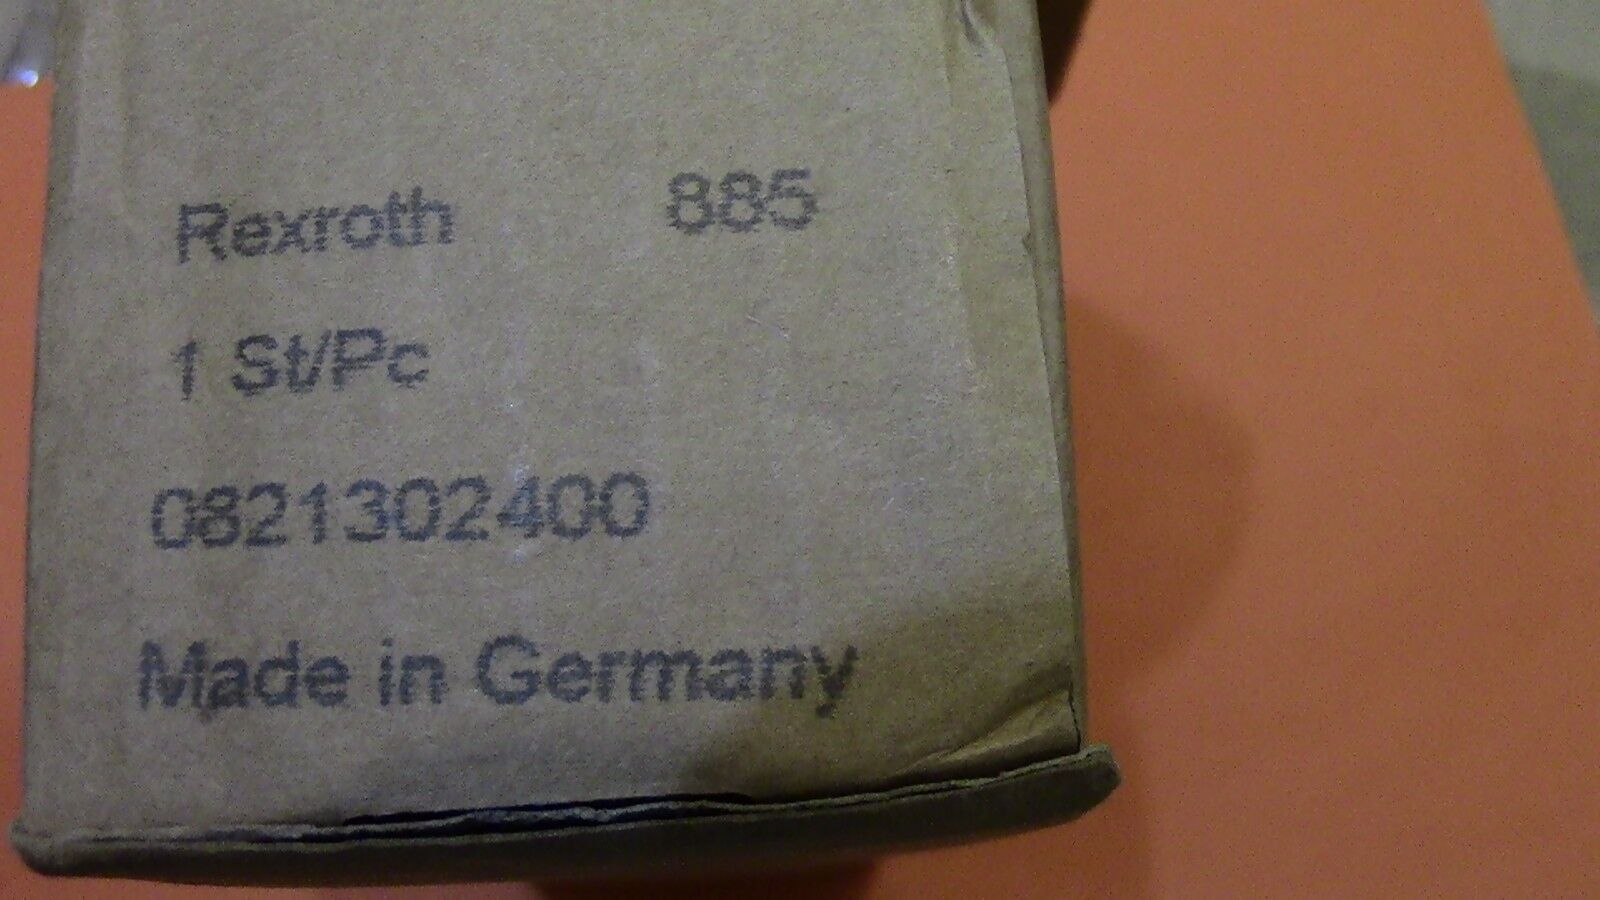 Rexroth 885
1 St/Pc
0821302400
Made in Germany